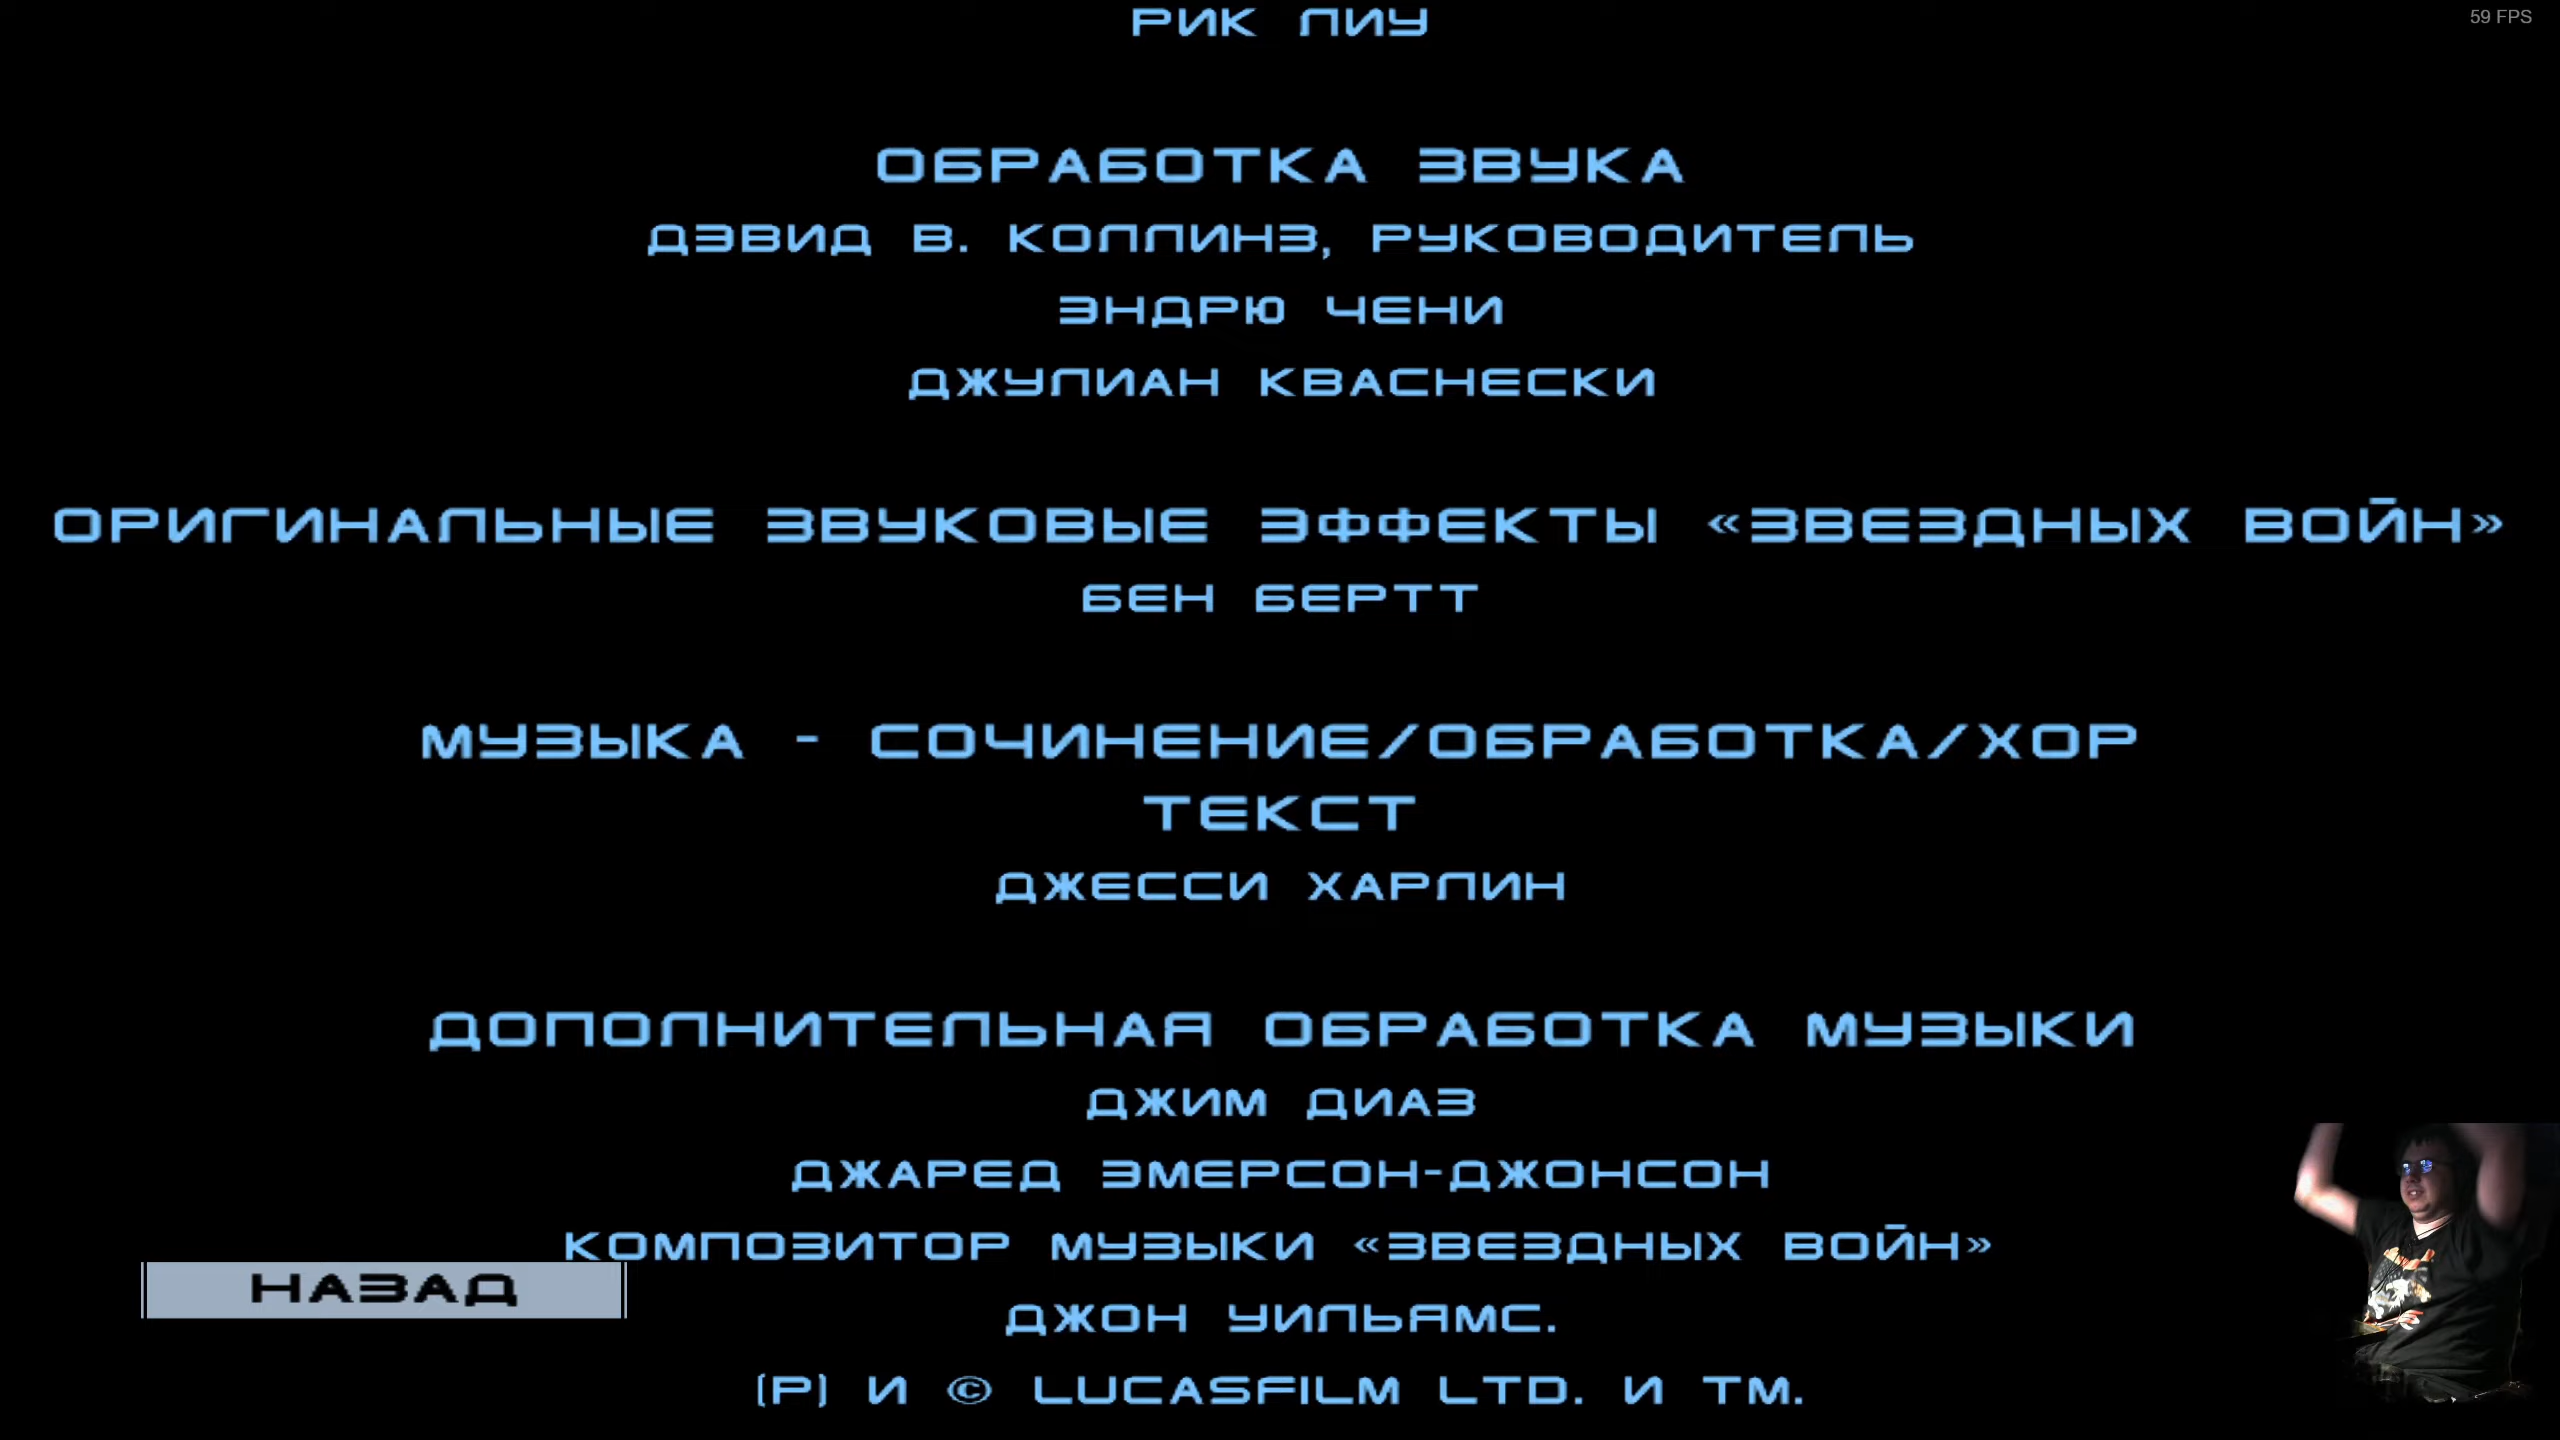 59 FPS
РИК ЛИУ
ОБРАБОТКА ЗВУКА
ДЭВИД В. КОЛЛИНЗ, РУКОВОДИТЕЛЬ
ЭНДРЮ ЧЕНИ
ДЖУЛИАН КВАСНЕСКИ
ОРИГИНАЛЬНЫЕ ЗВУКОВЫЕ ЭФФЕКТЫ «ЗВЕЗДНЫХ ВОЙН»
БЕН БЕРТТ
МУЗЫКА - СОЧИНЕНИЕ/ОБРАБОТКА/ХОР
ТЕКСТ
ДЖЕССИ ХАРЛИН
ДОПОЛНИТЕЛЬНАЯ ОБРАБОТКА МУЗЫКИ
ДЖИМ ДИАЗ
ДЖАРЕД ЭМЕРСОН-ДЖОНСОН
КОМПОЗИТОР МУЗЫКИ «ЗВЕЗДНЫХ ВОЙН»
НАЗАД
ДЖОН УИЛЬЯМС.
(P) И © LUCASFILM LTD. И TM.